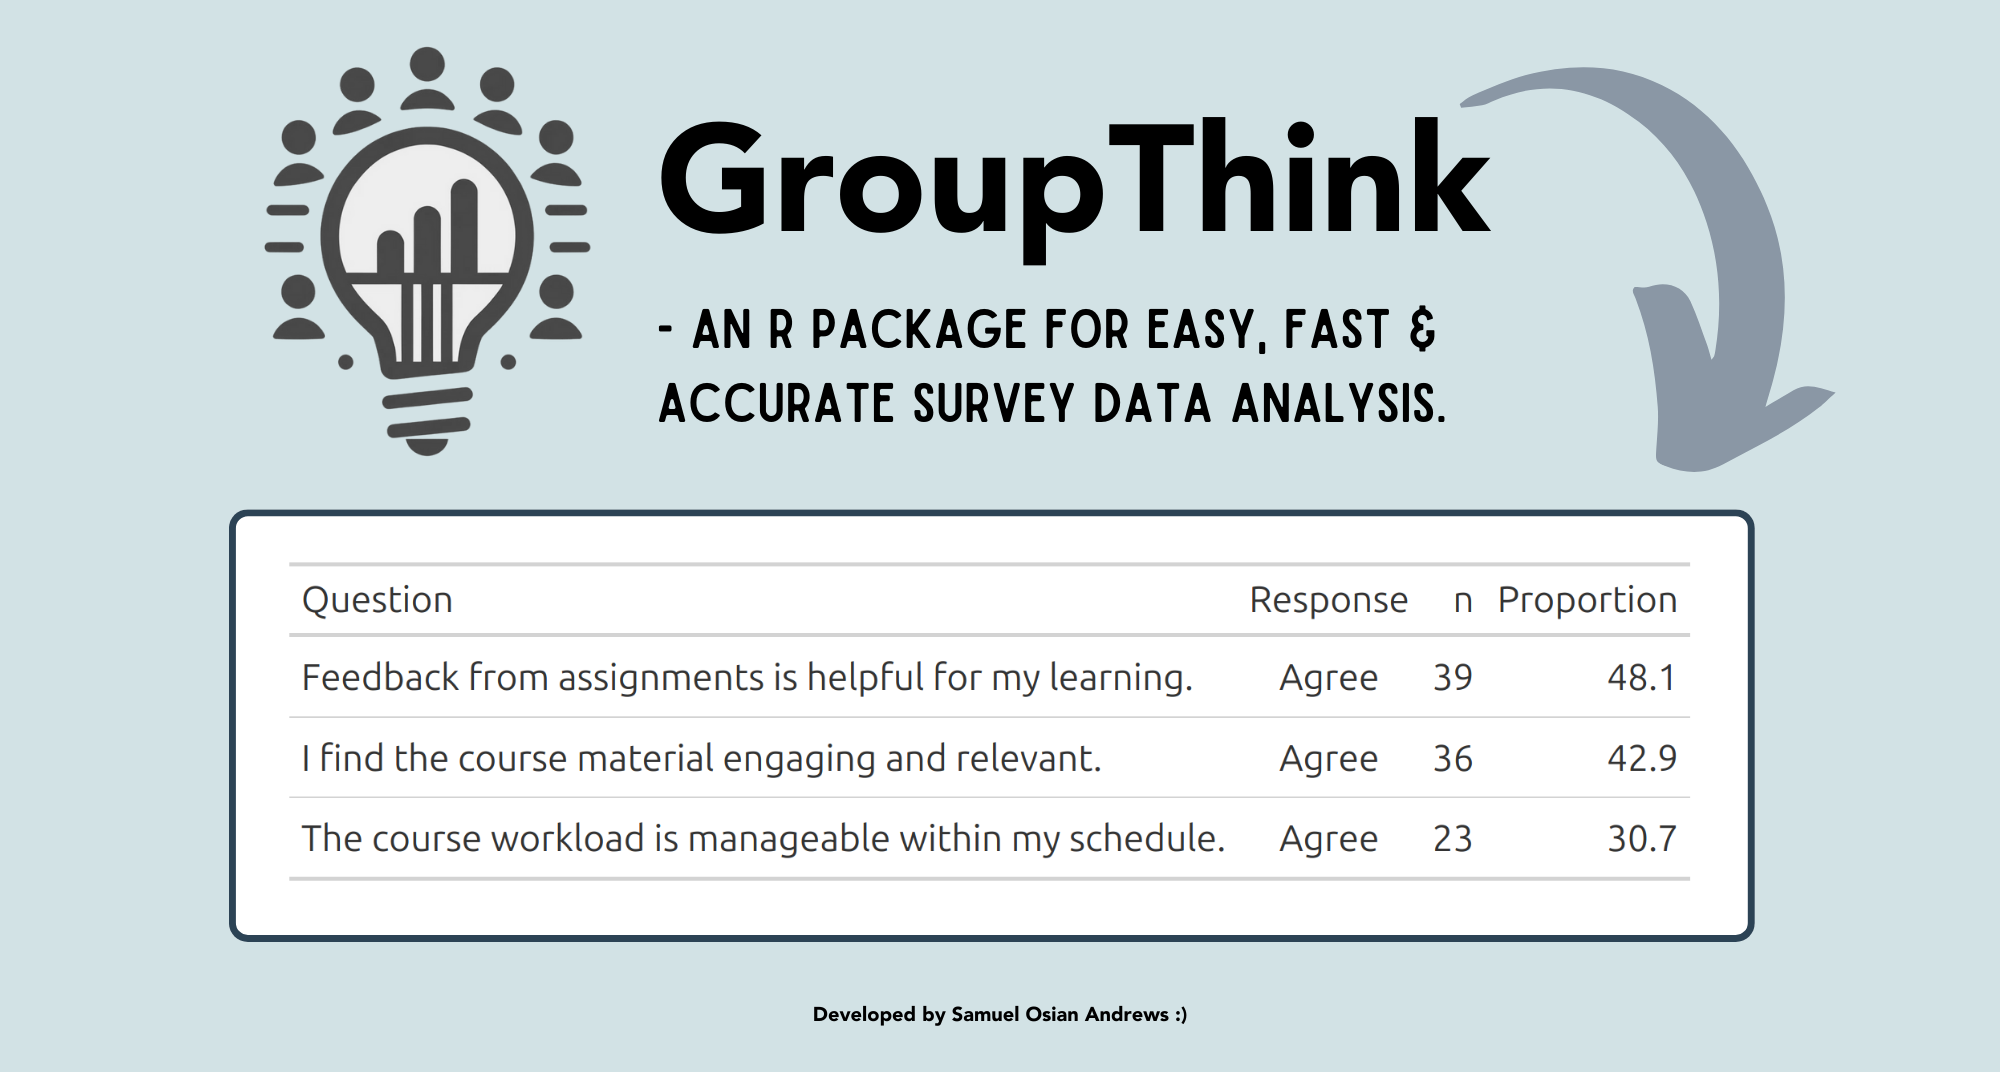 GroupThink
- AN R PACKAGE FOR EASY, FAST &
ACCURATE SURVEY DATA ANALYSIS.
Question Response n Proportion
Feedback from assignments is helpful for my learning. Agree 39 48.1
I find the course material engaging and relevant. Agree 36 42.9
The course workload is manageable within my schedule. Agree 23 30.7
Developed by Samuel Osian Andrews :)